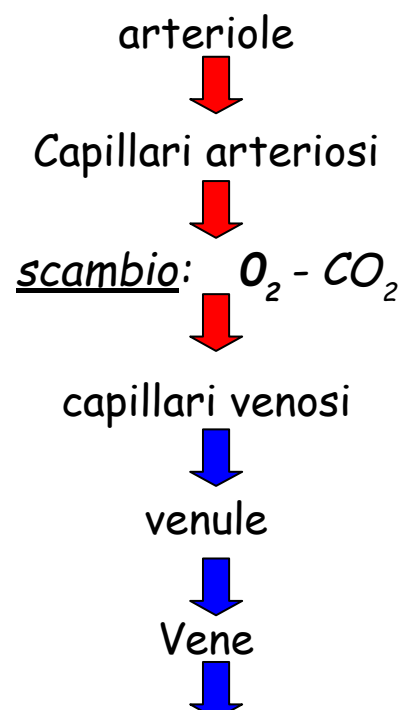 arteriole
Capillari arteriosi
scambio: O₂ - CO₂
capillari venosi
venule
Vene